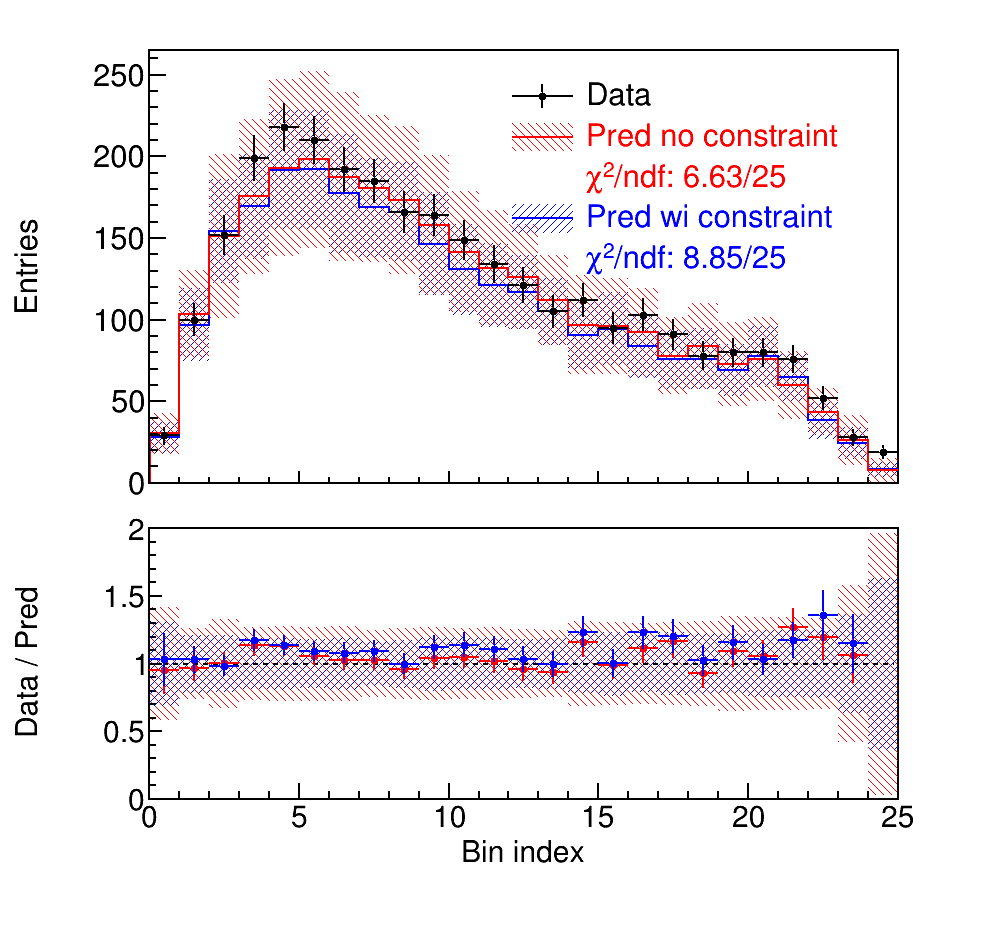 Entries
250
200
150
100
50
0
Data
Pred no constraint
χ²/ndf: 6.63/25
Pred wi constraint
χ²/ndf: 8.85/25
Data / Pred
2
1.5
1
0.5
0
0 5 10 15 20 25
Bin index